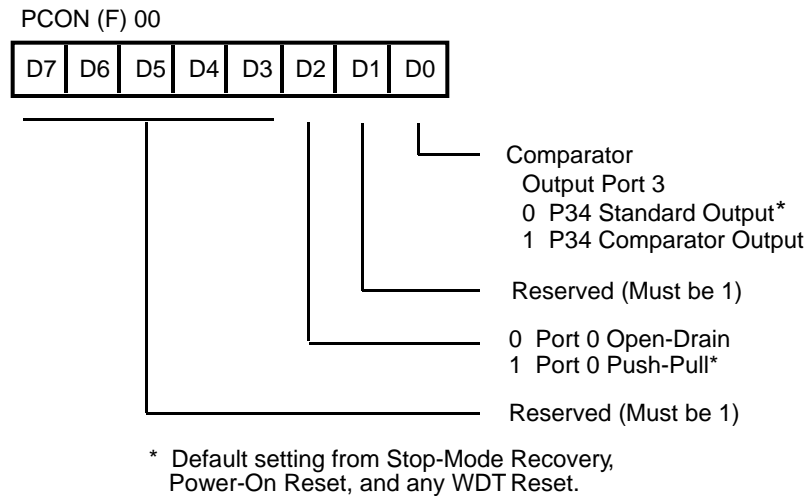 PCON (F) 00
D7 D6 D5 D4 D3 D2 D1 D0
Comparator
Output Port 3
0 P34 Standard Output*
1 P34 Comparator Output
Reserved (Must be 1)
0 Port 0 Open-Drain
1 Port 0 Push-Pull*
Reserved (Must be 1)
* Default setting from Stop-Mode Recovery,
Power-On Reset, and any WDT Reset.